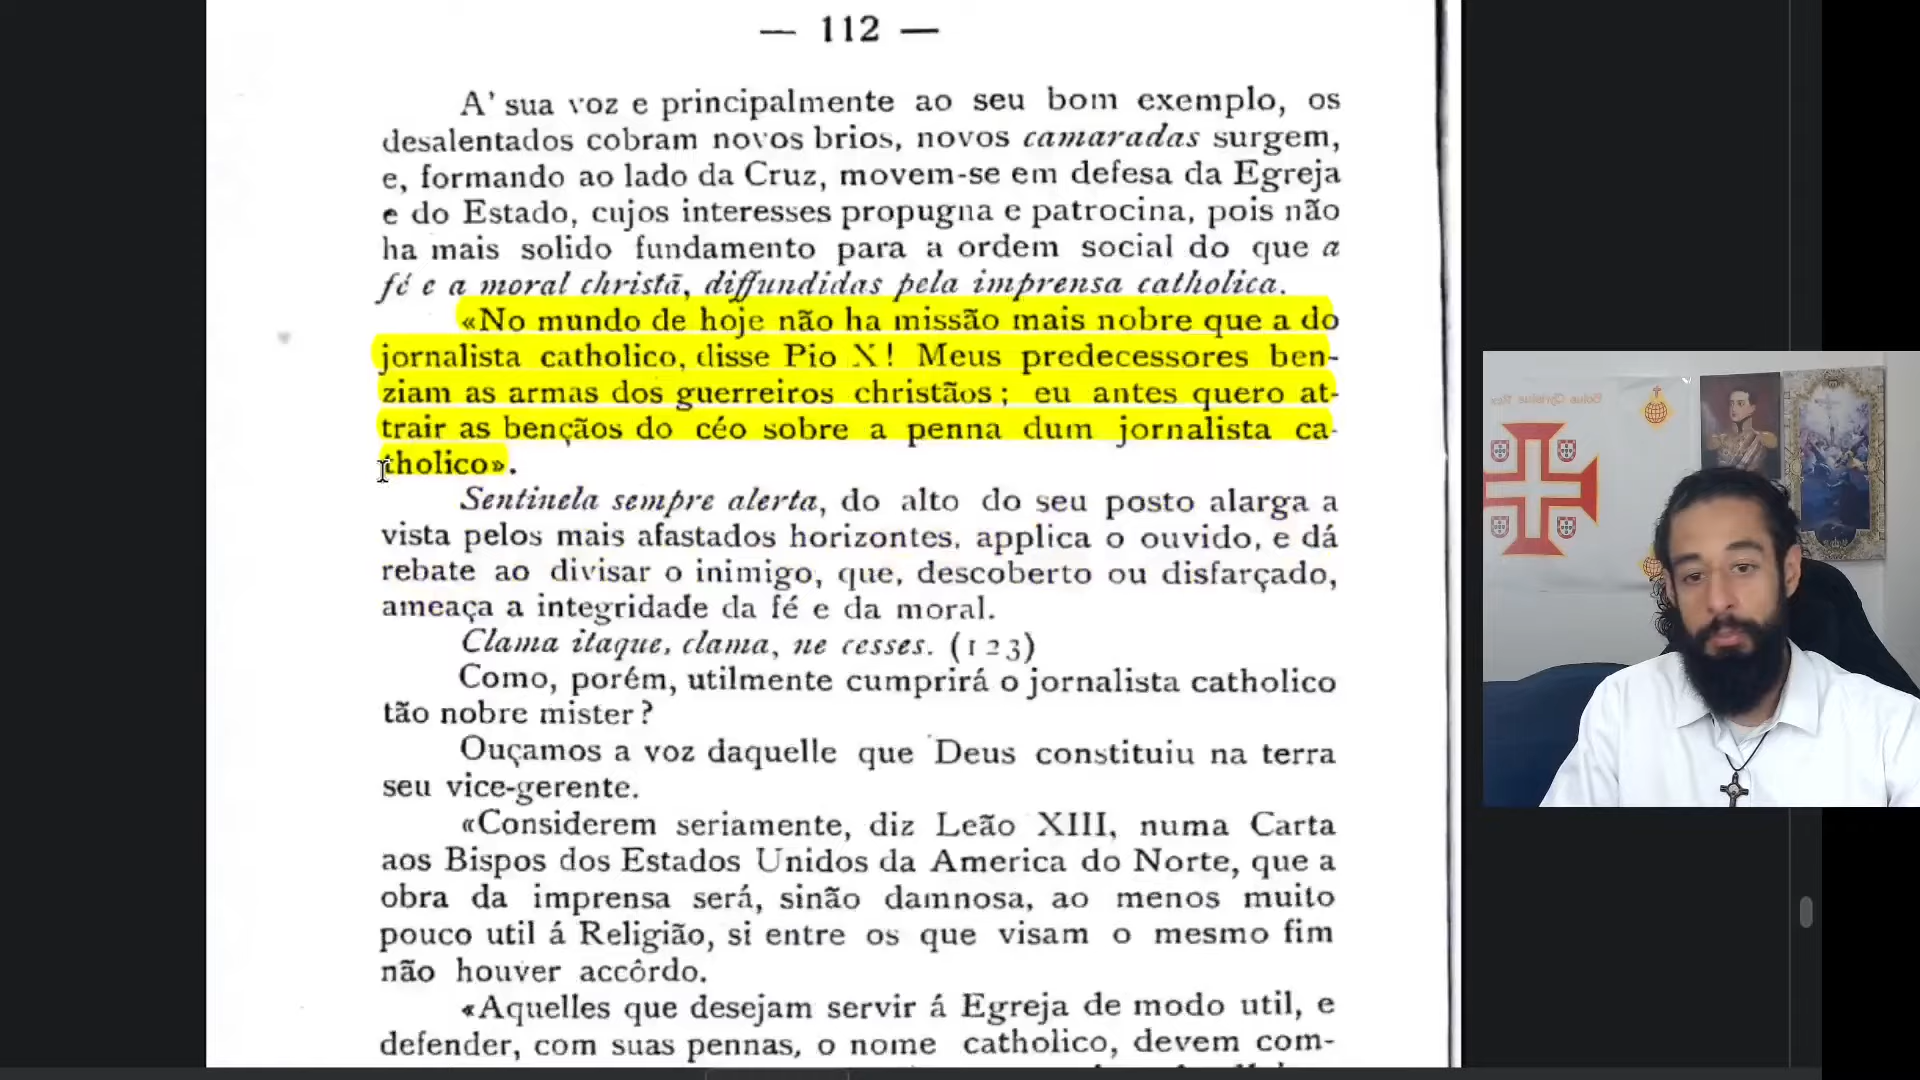 — 112 —
A' sua voz e principalmente ao seu bom exemplo, os
desalentados cobram novos brios, novos camaradas surgem,
e, formando ao lado da Cruz, movem-se em defesa da Egreja
e do Estado, cujos interesses propugna e patrocina, pois não
ha mais solido fundamento para a ordem social do que a
fé e a moral christã, diffundidas pela imprensa catholica.
«No mundo de hoje não ha missão mais nobre que a do
jornalista catholico, disse Pio X! Meus predecessores ben-
ziam as armas dos guerreiros christãos; eu antes quero at-
trair as bençãos do céo sobre a penna dum jornalista ca-
tholico».
Sentinela sempre alerta, do alto do seu posto alarga a
vista pelos mais afastados horizontes, applica o ouvido, e dá
rebate ao divisar o inimigo, que, descoberto ou disfarçado,
ameaça a integridade da fé e da moral.
Clama itaque, clama, ne cesses. (123)
Como, porém, utilmente cumprirá o jornalista catholico
tão nobre mister?
Ouçamos a voz daquelle que Deus constituiu na terra
seu vice-gerente.
«Considerem seriamente, diz Leão XIII, numa Carta
aos Bispos dos Estados Unidos da America do Norte, que a
obra da imprensa será, sinão damnosa, ao menos muito
pouco util á Religião, si entre os que visam o mesmo fim
não houver accôrdo.
«Aquelles que desejam servir á Egreja de modo util, e
defender, com suas pennas, o nome catholico, devem com-